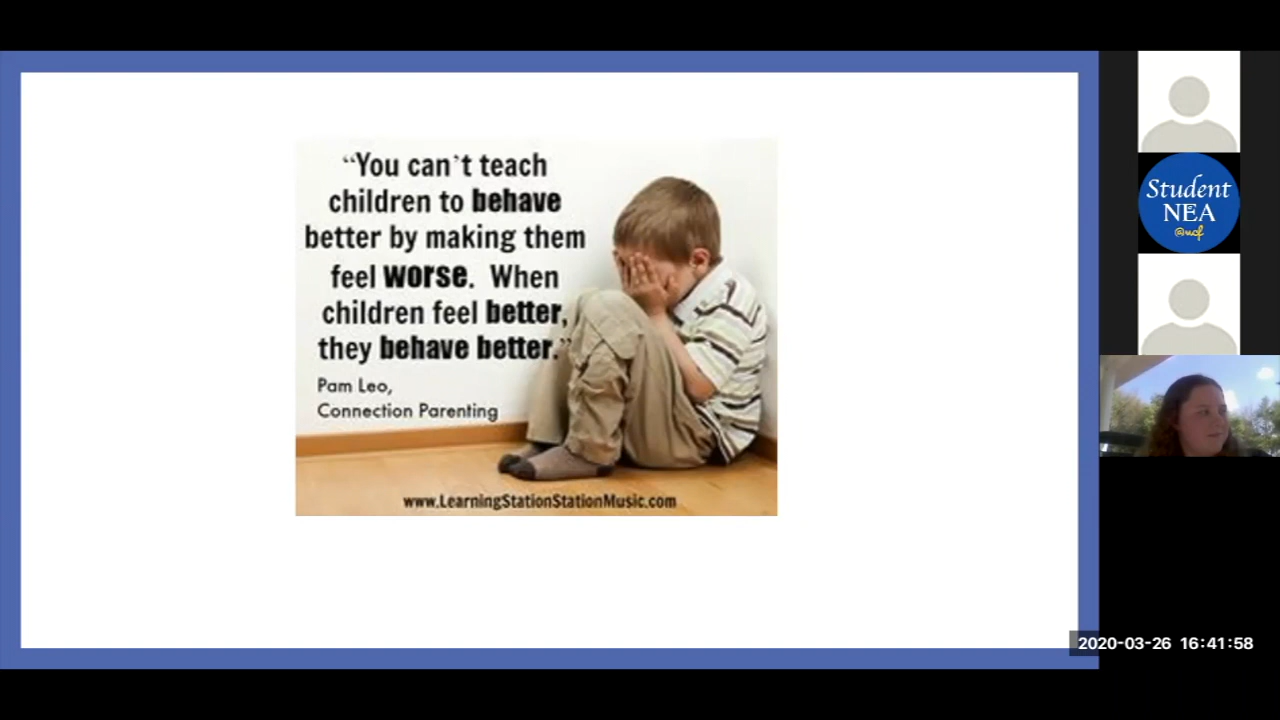 “You can’t teach
children to behave
better by making them
feel worse. When
children feel better,
they behave better.”
Pam Leo,
Connection Parenting
www.LearningStationStationMusic.com
Student
NEA
@ucf
2020-03-26 16:41:58